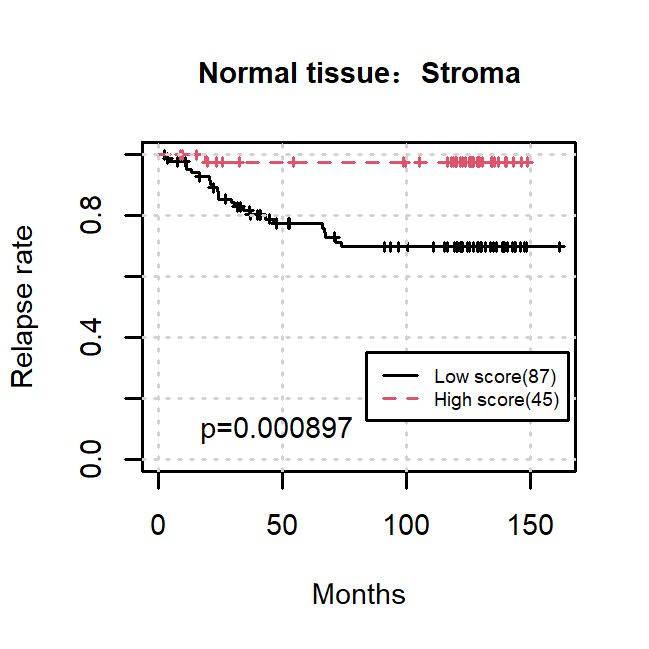 Normal tissue：Stroma
Relapse rate
0.8
0.4
0.0
Low score(87)
High score(45)
p=0.000897
0 50 100 150
Months